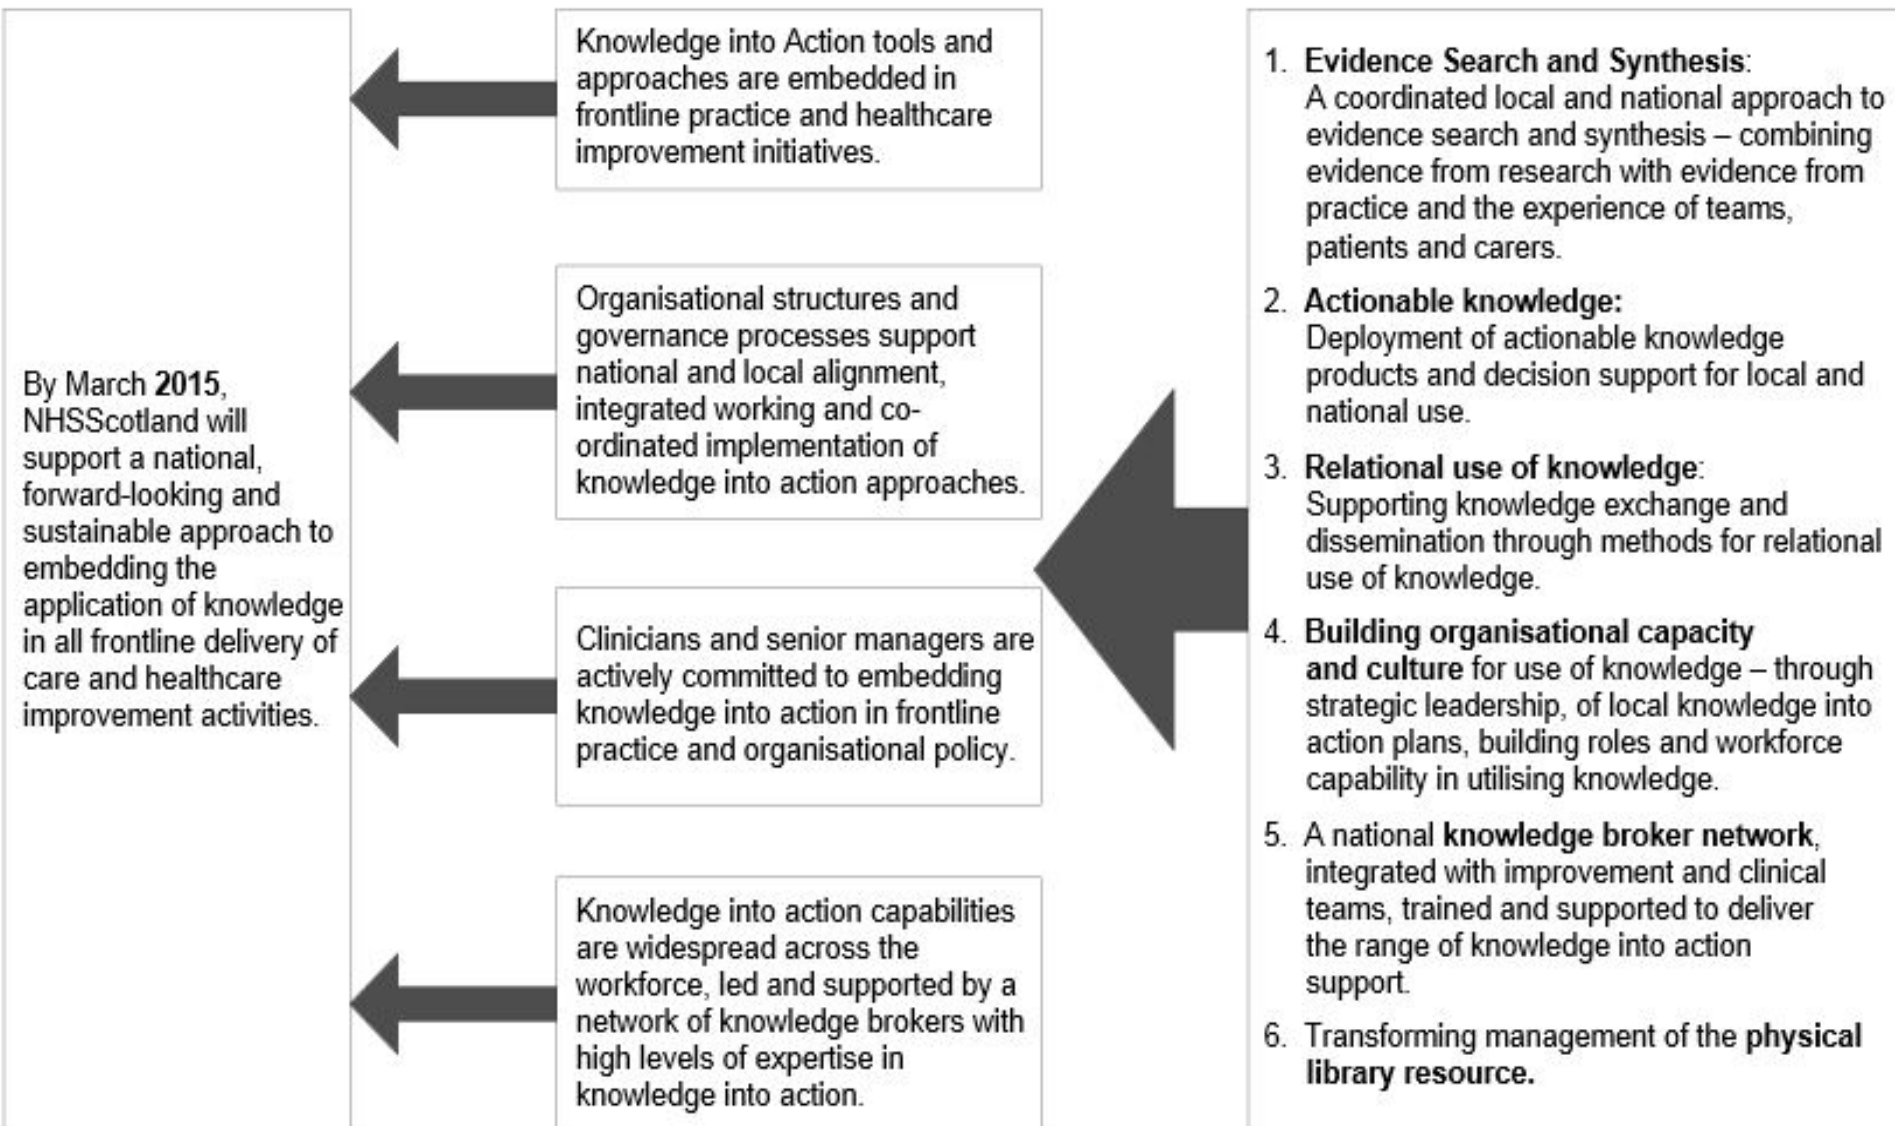 By March 2015,
NHSScotland will
support a national,
forward-looking and
sustainable approach to
embedding the
application of knowledge
in all frontline delivery of
care and healthcare
improvement activities.
Knowledge into Action tools and
approaches are embedded in
frontline practice and healthcare
improvement initiatives.
Organisational structures and
governance processes support
national and local alignment,
integrated working and co-
ordinated implementation of
knowledge into action approaches.
Clinicians and senior managers are
actively committed to embedding
knowledge into action in frontline
practice and organisational policy.
Knowledge into action capabilities
are widespread across the
workforce, led and supported by a
network of knowledge brokers with
high levels of expertise in
knowledge into action.
1. Evidence Search and Synthesis:
A coordinated local and national approach to
evidence search and synthesis – combining
evidence from research with evidence from
practice and the experience of teams,
patients and carers.
2. Actionable knowledge:
Deployment of actionable knowledge
products and decision support for local and
national use.
3. Relational use of knowledge:
Supporting knowledge exchange and
dissemination through methods for relational
use of knowledge.
4. Building organisational capacity
and culture for use of knowledge – through
strategic leadership, of local knowledge into
action plans, building roles and workforce
capability in utilising knowledge.
5. A national knowledge broker network,
integrated with improvement and clinical
teams, trained and supported to deliver
the range of knowledge into action
support.
6. Transforming management of the physical
library resource.